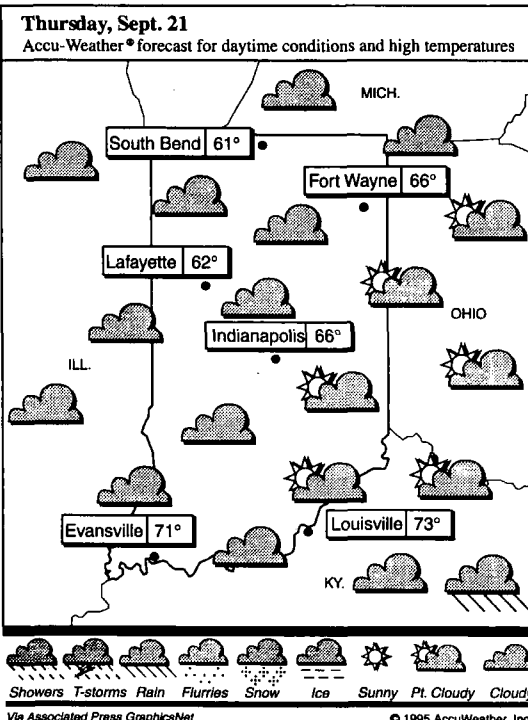 Thursday, Sept. 21
Accu-Weather® forecast for daytime conditions and high temperatures
MICH.
South Bend 61°
Fort Wayne 66°
Lafayette 62°
OHIO
Indianapolis 66°
ILL.
Evansville 71°
Louisville 73°
KY.
Showers T-storms Rain Flurries Snow Ice Sunny Pt. Cloudy Cloudy
Via Associated Press GraphicsNet
© 1995 AccuWeather, Inc.